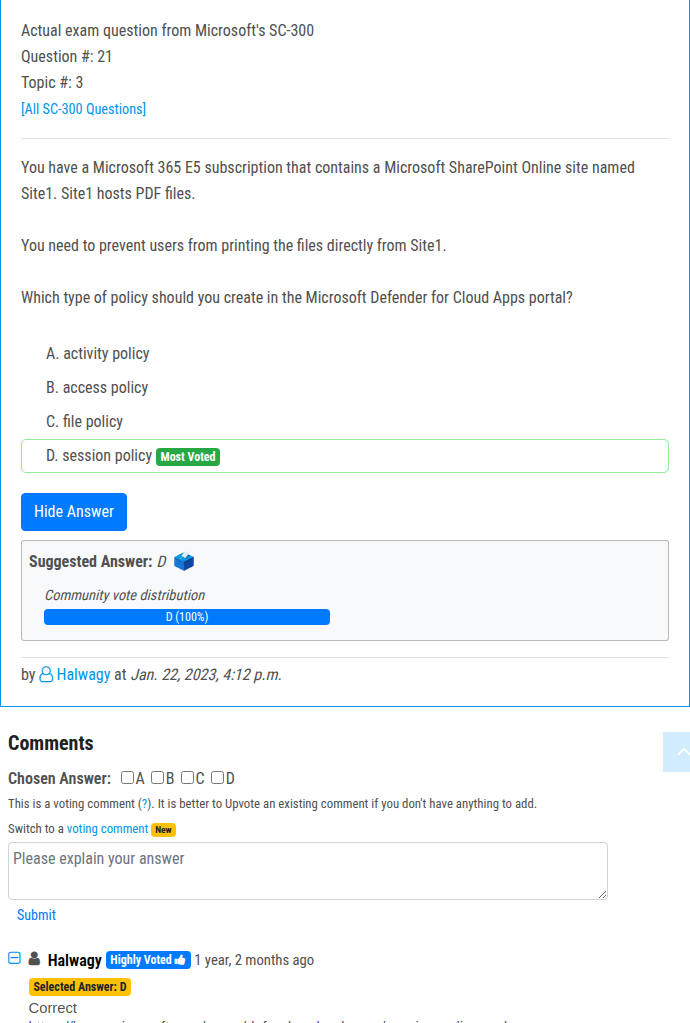 Actual exam question from Microsoft's SC-300
Question #: 21
Topic #: 3
[All SC-300 Questions]
You have a Microsoft 365 E5 subscription that contains a Microsoft SharePoint Online site named
Site1. Site1 hosts PDF files.
You need to prevent users from printing the files directly from Site1.
Which type of policy should you create in the Microsoft Defender for Cloud Apps portal?
A. activity policy
B. access policy
C. file policy
D. session policy Most Voted
Hide Answer
Suggested Answer: D
Community vote distribution
D (100%)
by Halwagy at Jan. 22, 2023, 4:12 p.m.
Comments
Chosen Answer: A B C D
This is a voting comment (?). It is better to Upvote an existing comment if you don't have anything to add.
Switch to a voting comment New
Please explain your answer
Submit
Halwagy Highly Voted 1 year, 2 months ago
Selected Answer: D
Correct